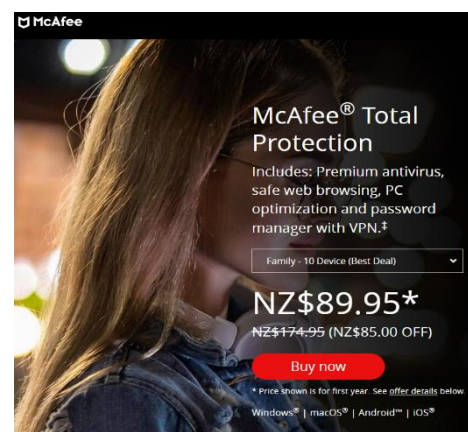 McAfee
McAfee® Total
Protection
Includes: Premium antivirus,
safe web browsing, PC
optimization and password
manager with VPN.‡
Family - 10 Device (Best Deal)
NZ$89.95*
NZ$174.95 (NZ$85.00 OFF)
Buy now
* Price shown is for first year. See offer details below.
Windows® | macOS® | Android™ | iOS®